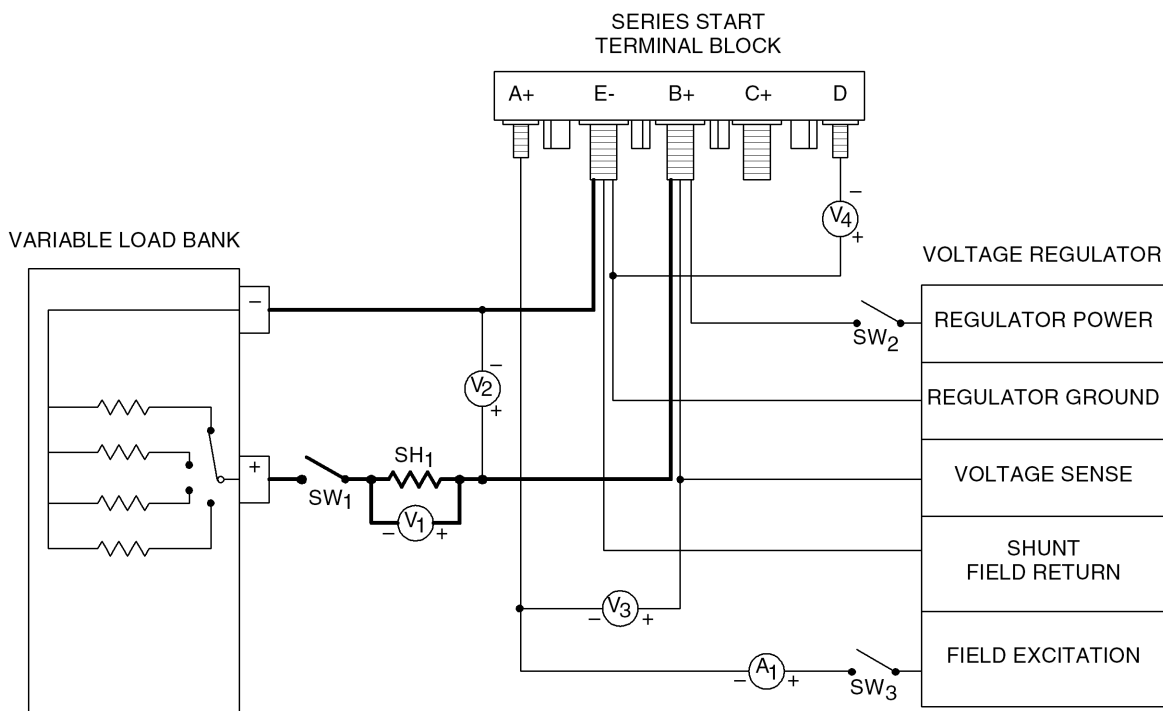 SERIES START
TERMINAL BLOCK
A+ E- B+ C+ D
− V4 +
VARIABLE LOAD BANK
VOLTAGE REGULATOR
−
REGULATOR POWER
SW2
− V2 +
REGULATOR GROUND
+
SH1
VOLTAGE SENSE
SW1
− V1 +
SHUNT
FIELD RETURN
− V3 +
FIELD EXCITATION
− A1 +
SW3